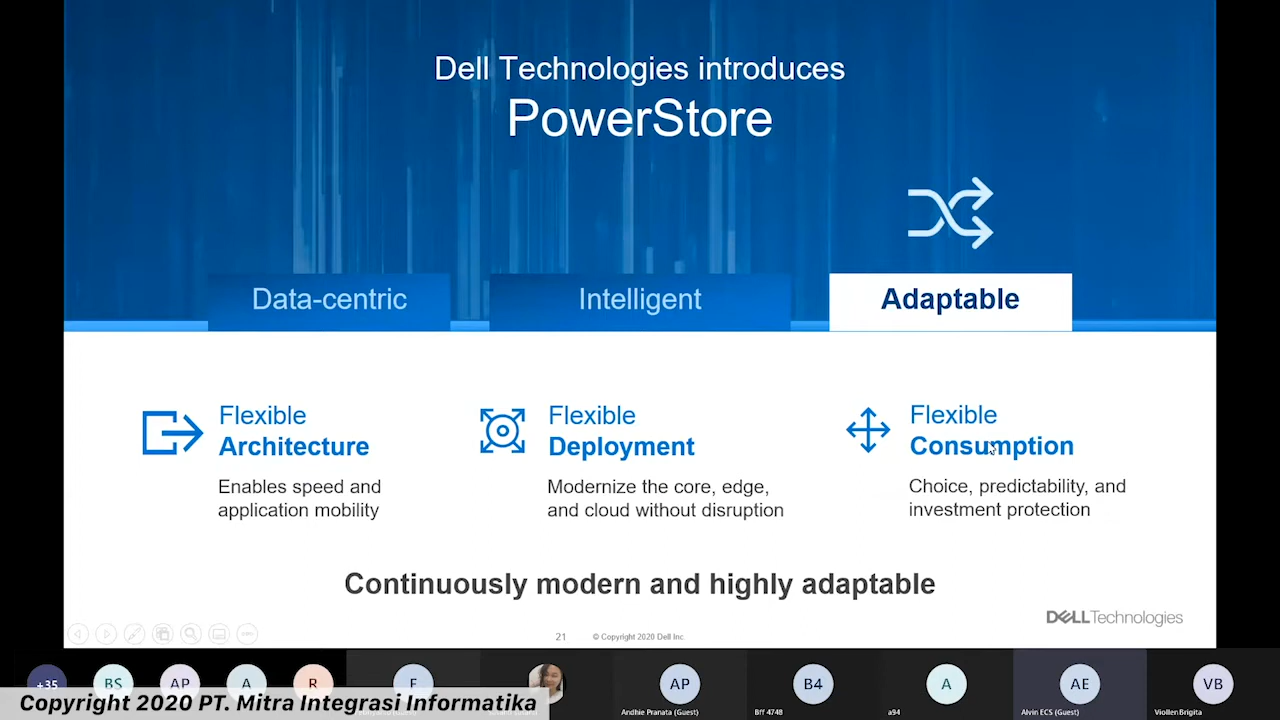 Dell Technologies introduces
PowerStore
Data-centric
Intelligent
Adaptable
Flexible
Architecture
Enables speed and
application mobility
Flexible
Deployment
Modernize the core, edge,
and cloud without disruption
Flexible
Consumption
Choice, predictability, and
investment protection
Continuously modern and highly adaptable
DELLTechnologies
21
© Copyright 2020 Dell Inc.
+35
BS
AP
A
R
F
AP
B4
A
AE
VB
Andhie Pranata (Guest)
Bff 4748
a94
Alvin ECS (Guest)
Viollen Brigita
Copyright 2020 PT. Mitra Integrasi Informatika